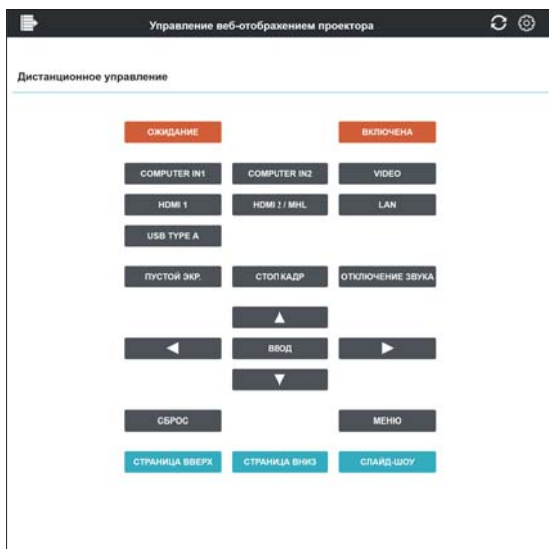 Управление веб-отображением проектора
Дистанционное управление
ОЖИДАНИЕ ВКЛЮЧЕНА
COMPUTER IN1 COMPUTER IN2 VIDEO
HDMI 1 HDMI 2 / MHL LAN
USB TYPE A
ПУСТОЙ ЭКР. СТОП КАДР ОТКЛЮЧЕНИЕ ЗВУКА
ВВОД
СБРОС МЕНЮ
СТРАНИЦА ВВЕРХ СТРАНИЦА ВНИЗ СЛАЙД-ШОУ